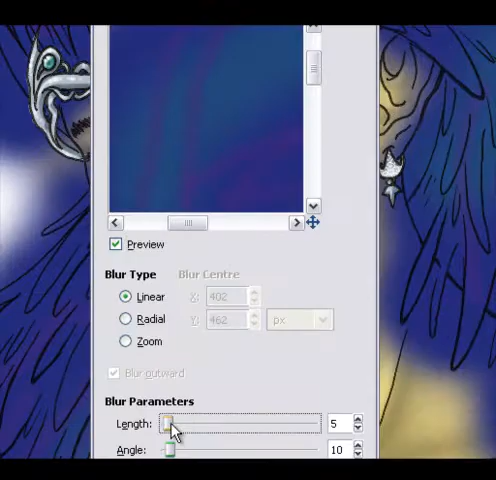 Preview
Blur Type
Blur Centre
Linear
X: 402
Radial
Y: 462 px
Zoom
Blur outward
Blur Parameters
Length: 5
Angle: 10